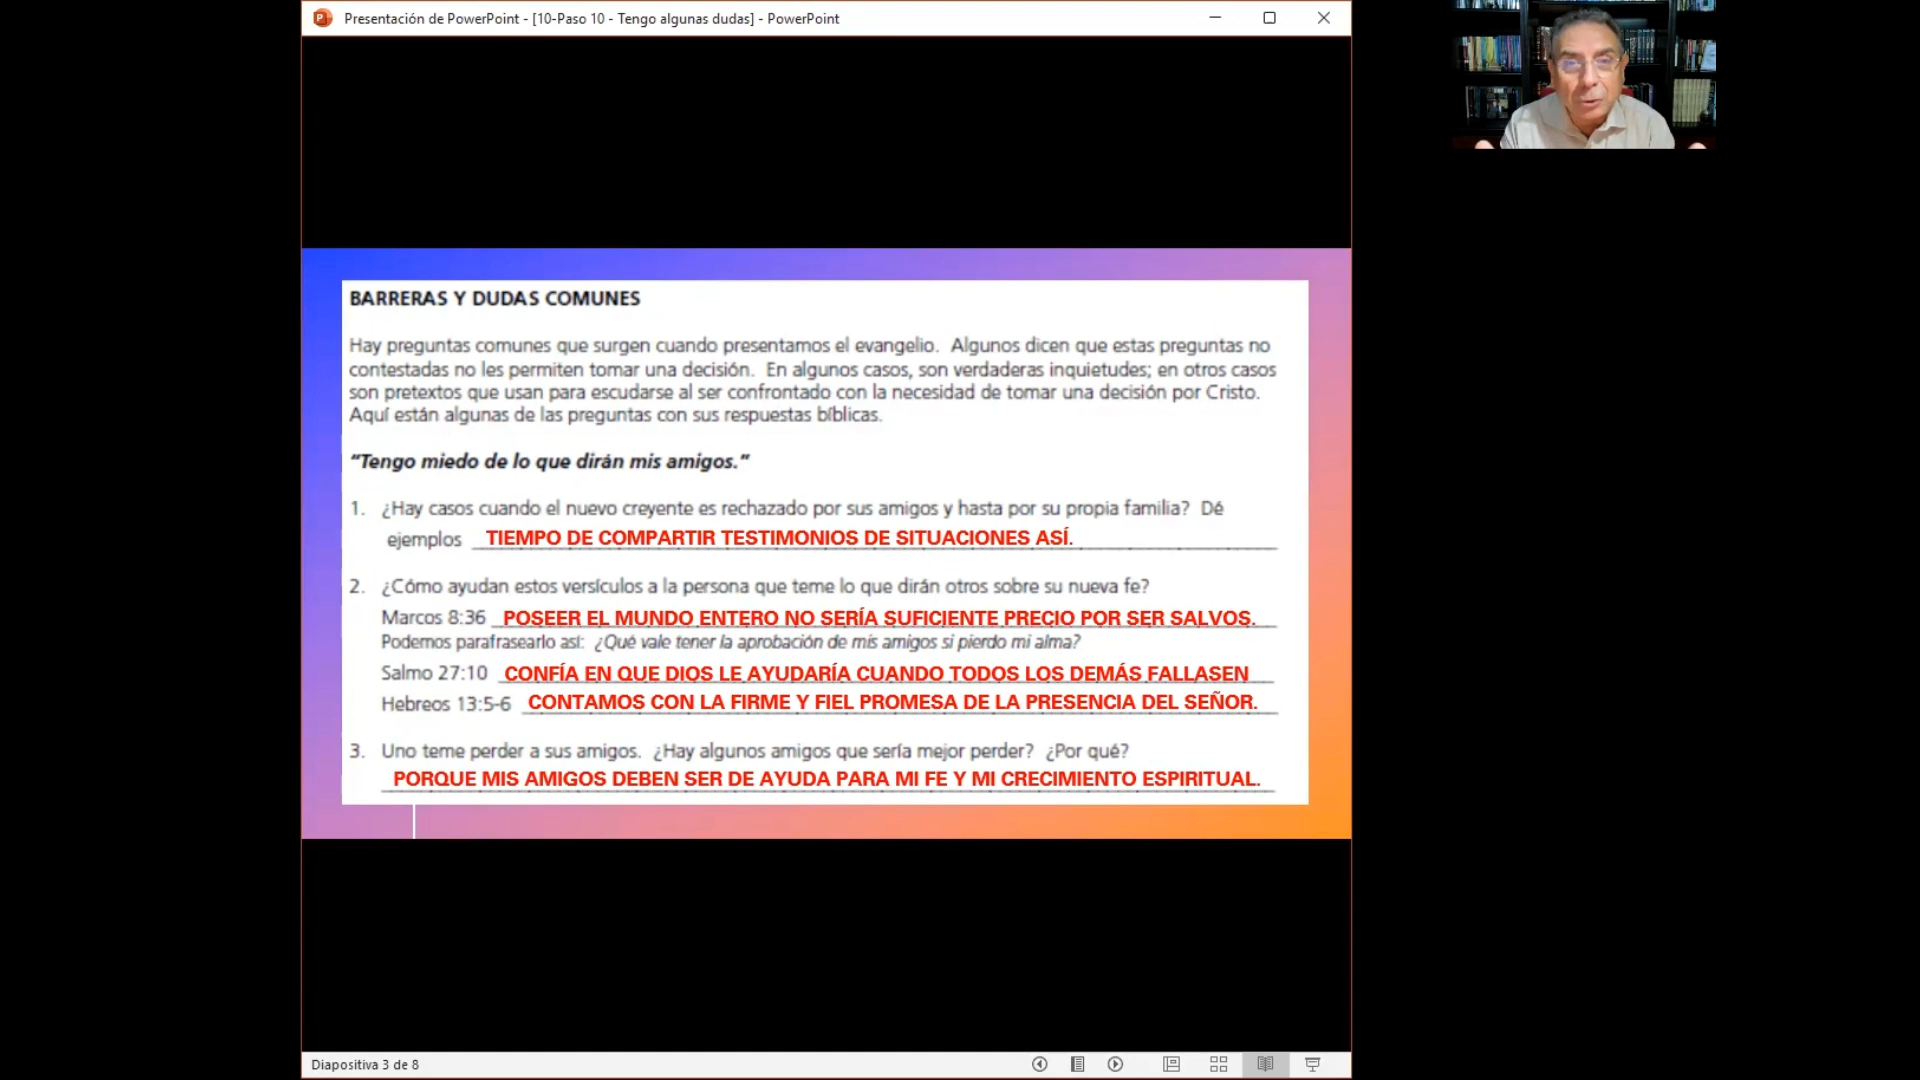 Presentación de PowerPoint - [10-Paso 10 - Tengo algunas dudas] - PowerPoint
BARRERAS Y DUDAS COMUNES
Hay preguntas comunes que surgen cuando presentamos el evangelio. Algunos dicen que estas preguntas no
contestadas no les permiten tomar una decisión. En algunos casos, son verdaderas inquietudes; en otros casos
son pretextos que usan para escudarse al ser confrontado con la necesidad de tomar una decisión por Cristo.
Aquí están algunas de las preguntas con sus respuestas bíblicas.
“Tengo miedo de lo que dirán mis amigos.”
1. ¿Hay casos cuando el nuevo creyente es rechazado por sus amigos y hasta por su propia familia? Dé
ejemplos TIEMPO DE COMPARTIR TESTIMONIOS DE SITUACIONES ASÍ.
2. ¿Cómo ayudan estos versículos a la persona que teme lo que dirán otros sobre su nueva fe?
Marcos 8:36 POSEER EL MUNDO ENTERO NO SERÍA SUFICIENTE PRECIO POR SER SALVOS.
Podemos parafrasearlo así: ¿Qué vale tener la aprobación de mis amigos si pierdo mi alma?
Salmo 27:10 CONFÍA EN QUE DIOS LE AYUDARÍA CUANDO TODOS LOS DEMÁS FALLASEN
Hebreos 13:5-6 CONTAMOS CON LA FIRME Y FIEL PROMESA DE LA PRESENCIA DEL SEÑOR.
3. Uno teme perder a sus amigos. ¿Hay algunos amigos que sería mejor perder? ¿Por qué?
PORQUE MIS AMIGOS DEBEN SER DE AYUDA PARA MI FE Y MI CRECIMIENTO ESPIRITUAL.
Diapositiva 3 de 8